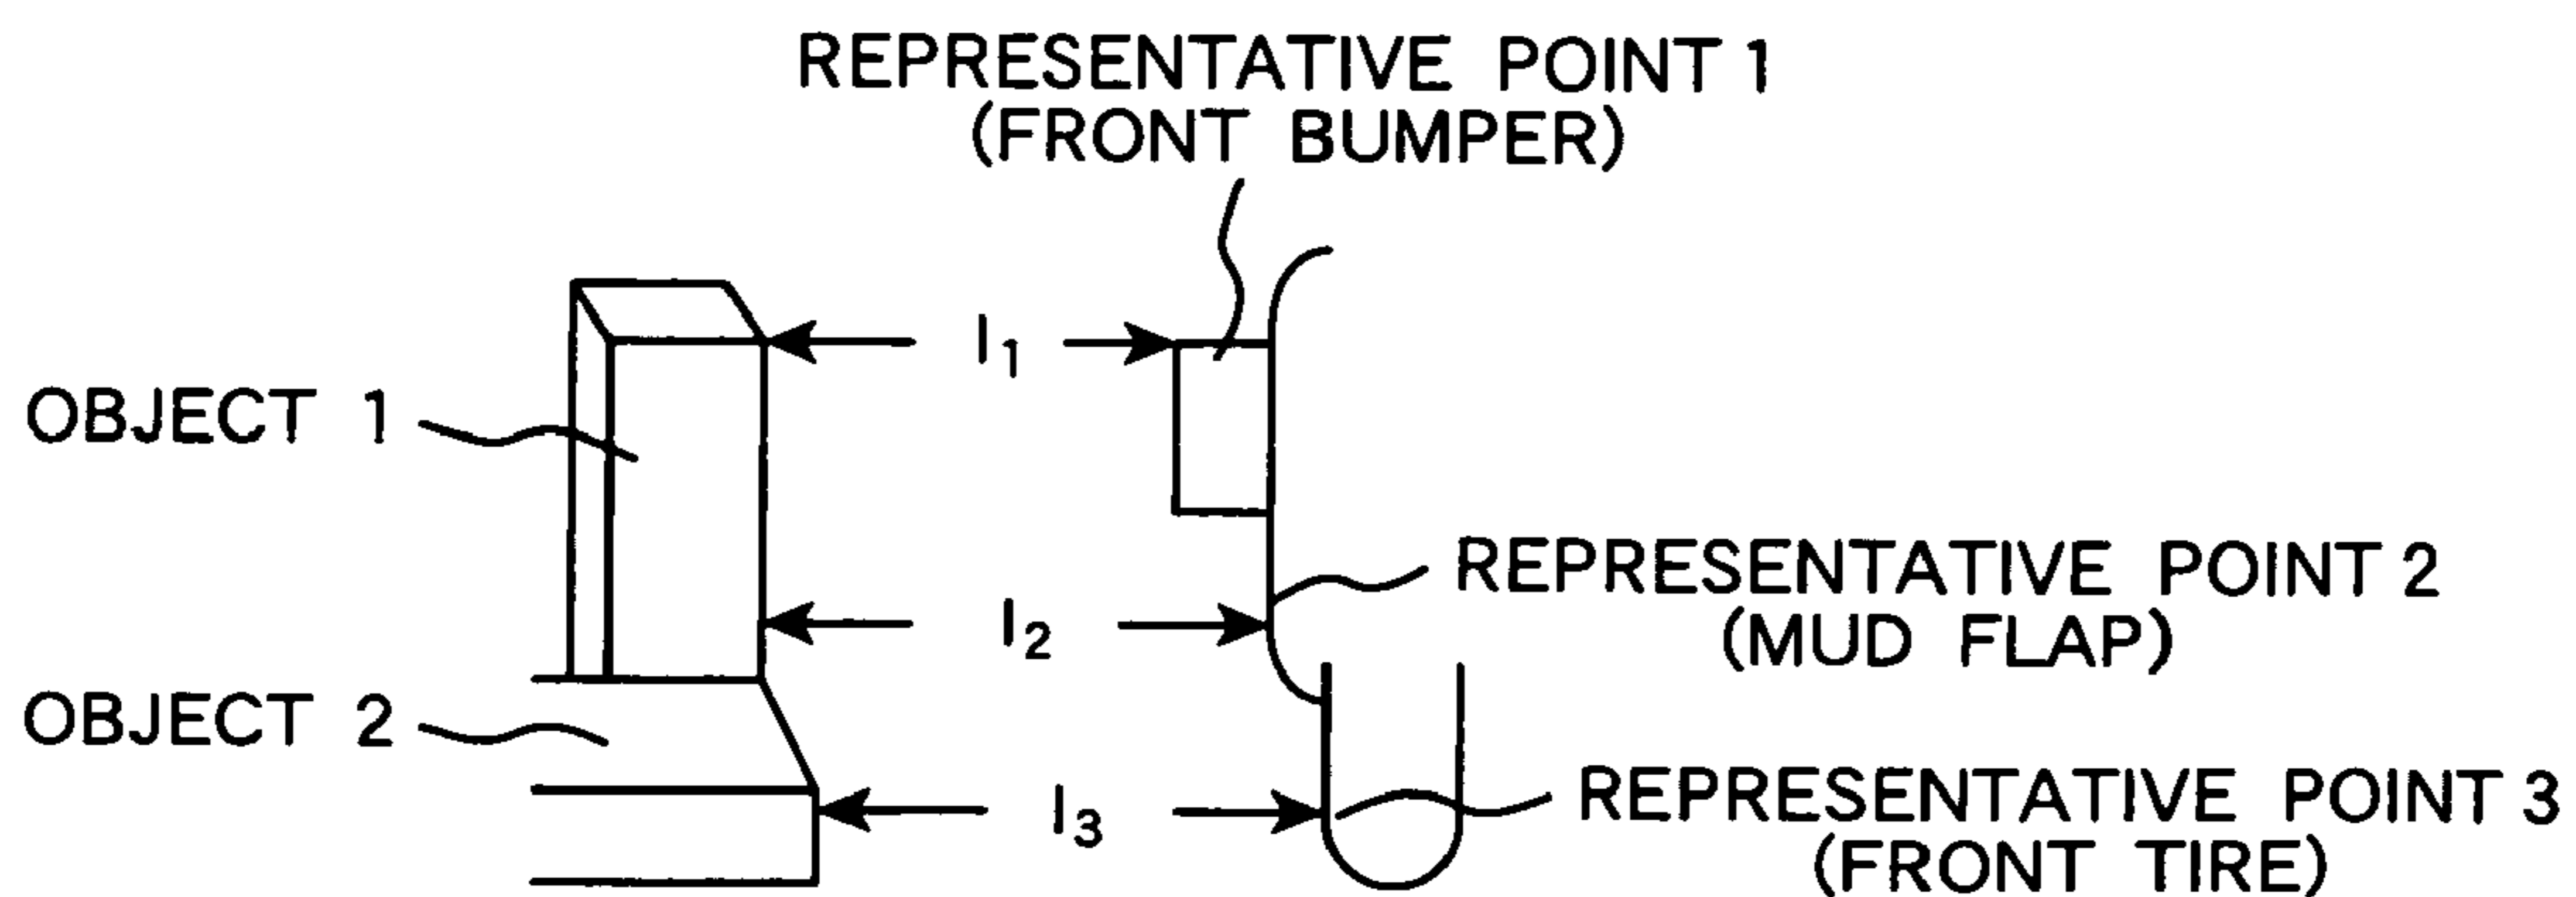 REPRESENTATIVE POINT 1
(FRONT BUMPER)
l1
OBJECT 1
REPRESENTATIVE POINT 2
(MUD FLAP)
l2
OBJECT 2
REPRESENTATIVE POINT 3
(FRONT TIRE)
l3